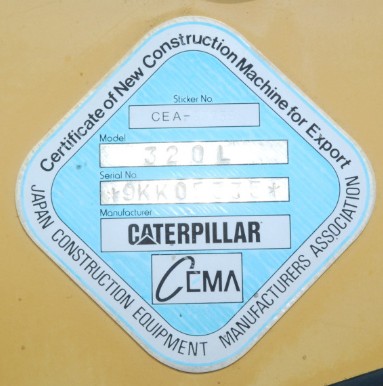 Certificate of New Construction Machine for Export
Sticker No.
CEA-
Model
320L
Serial No.
Manufacturer
CATERPILLAR
CEMA
JAPAN CONSTRUCTION EQUIPMENT MANUFACTURERS ASSOCIATION